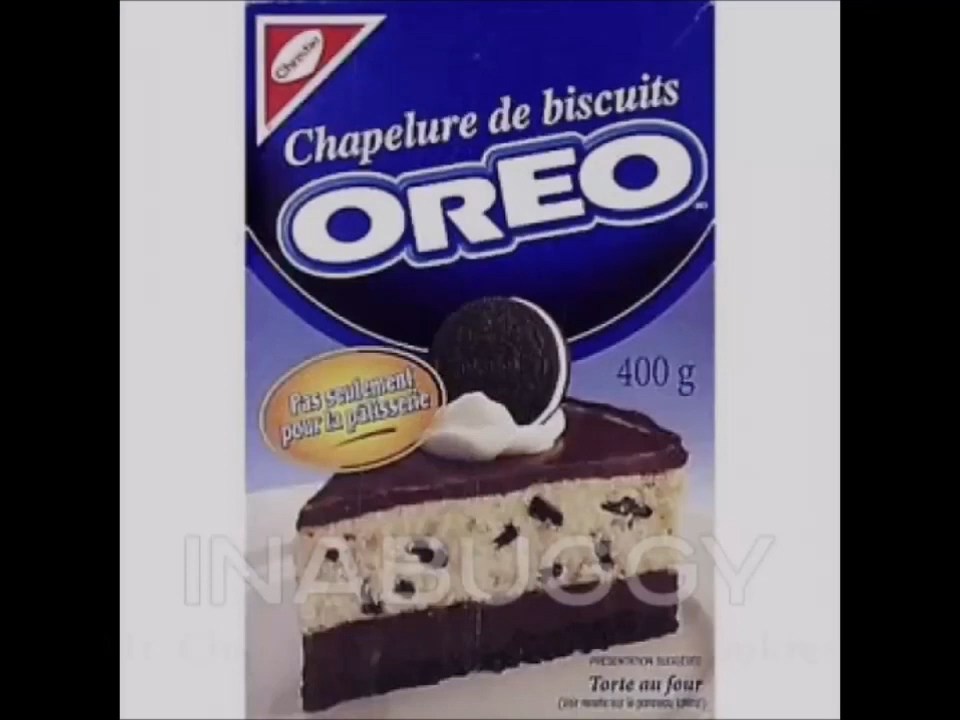 Christie
Chapelure de biscuits
OREO
400 g
Pas seulement
pour la pâtisserie
INABUGGY
PRÉSENTATION SUGGÉRÉE
Torte au four